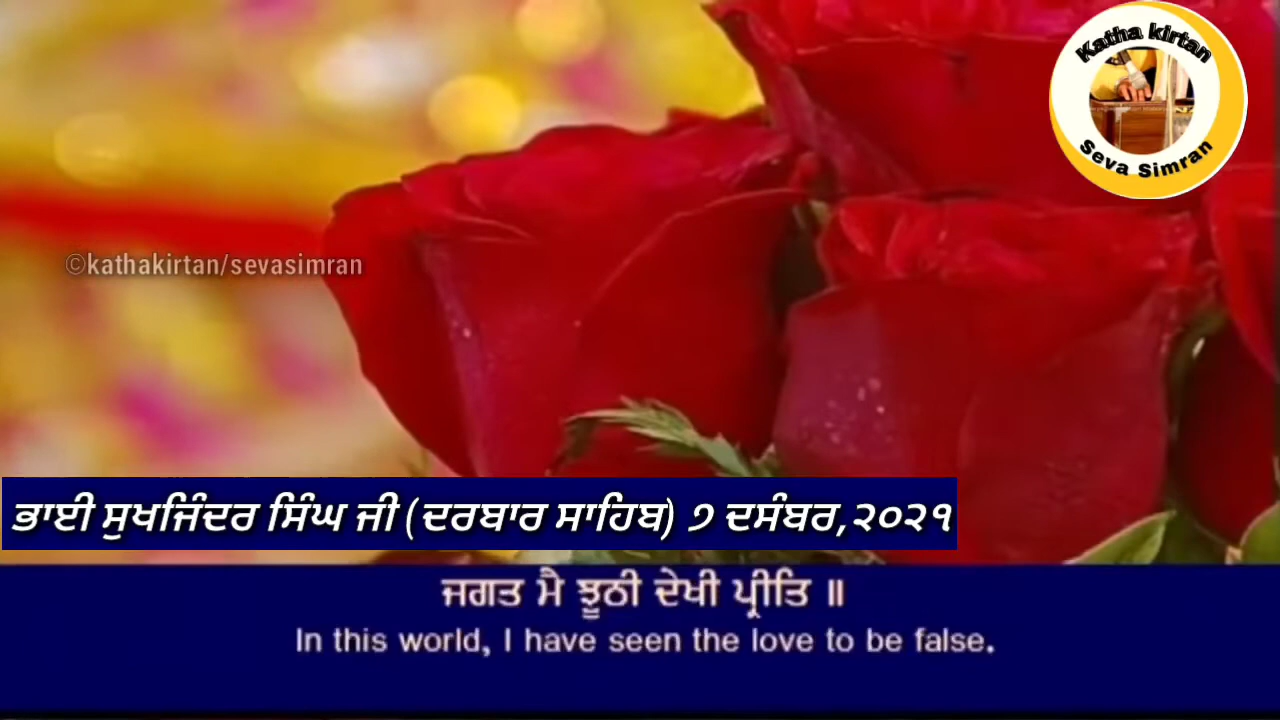 Katha kirtan
Seva Simran
©kathakirtan/sevasimran
ਭਾਈ ਸੁਖਜਿੰਦਰ ਸਿੰਘ ਜੀ (ਦਰਬਾਰ ਸਾਹਿਬ) ੭ ਦਸੰਬਰ,੨੦੨੧
ਜਗਤ ਮੈ ਝੂਠੀ ਦੇਖੀ ਪ੍ਰੀਤਿ ॥
In this world, I have seen the love to be false.